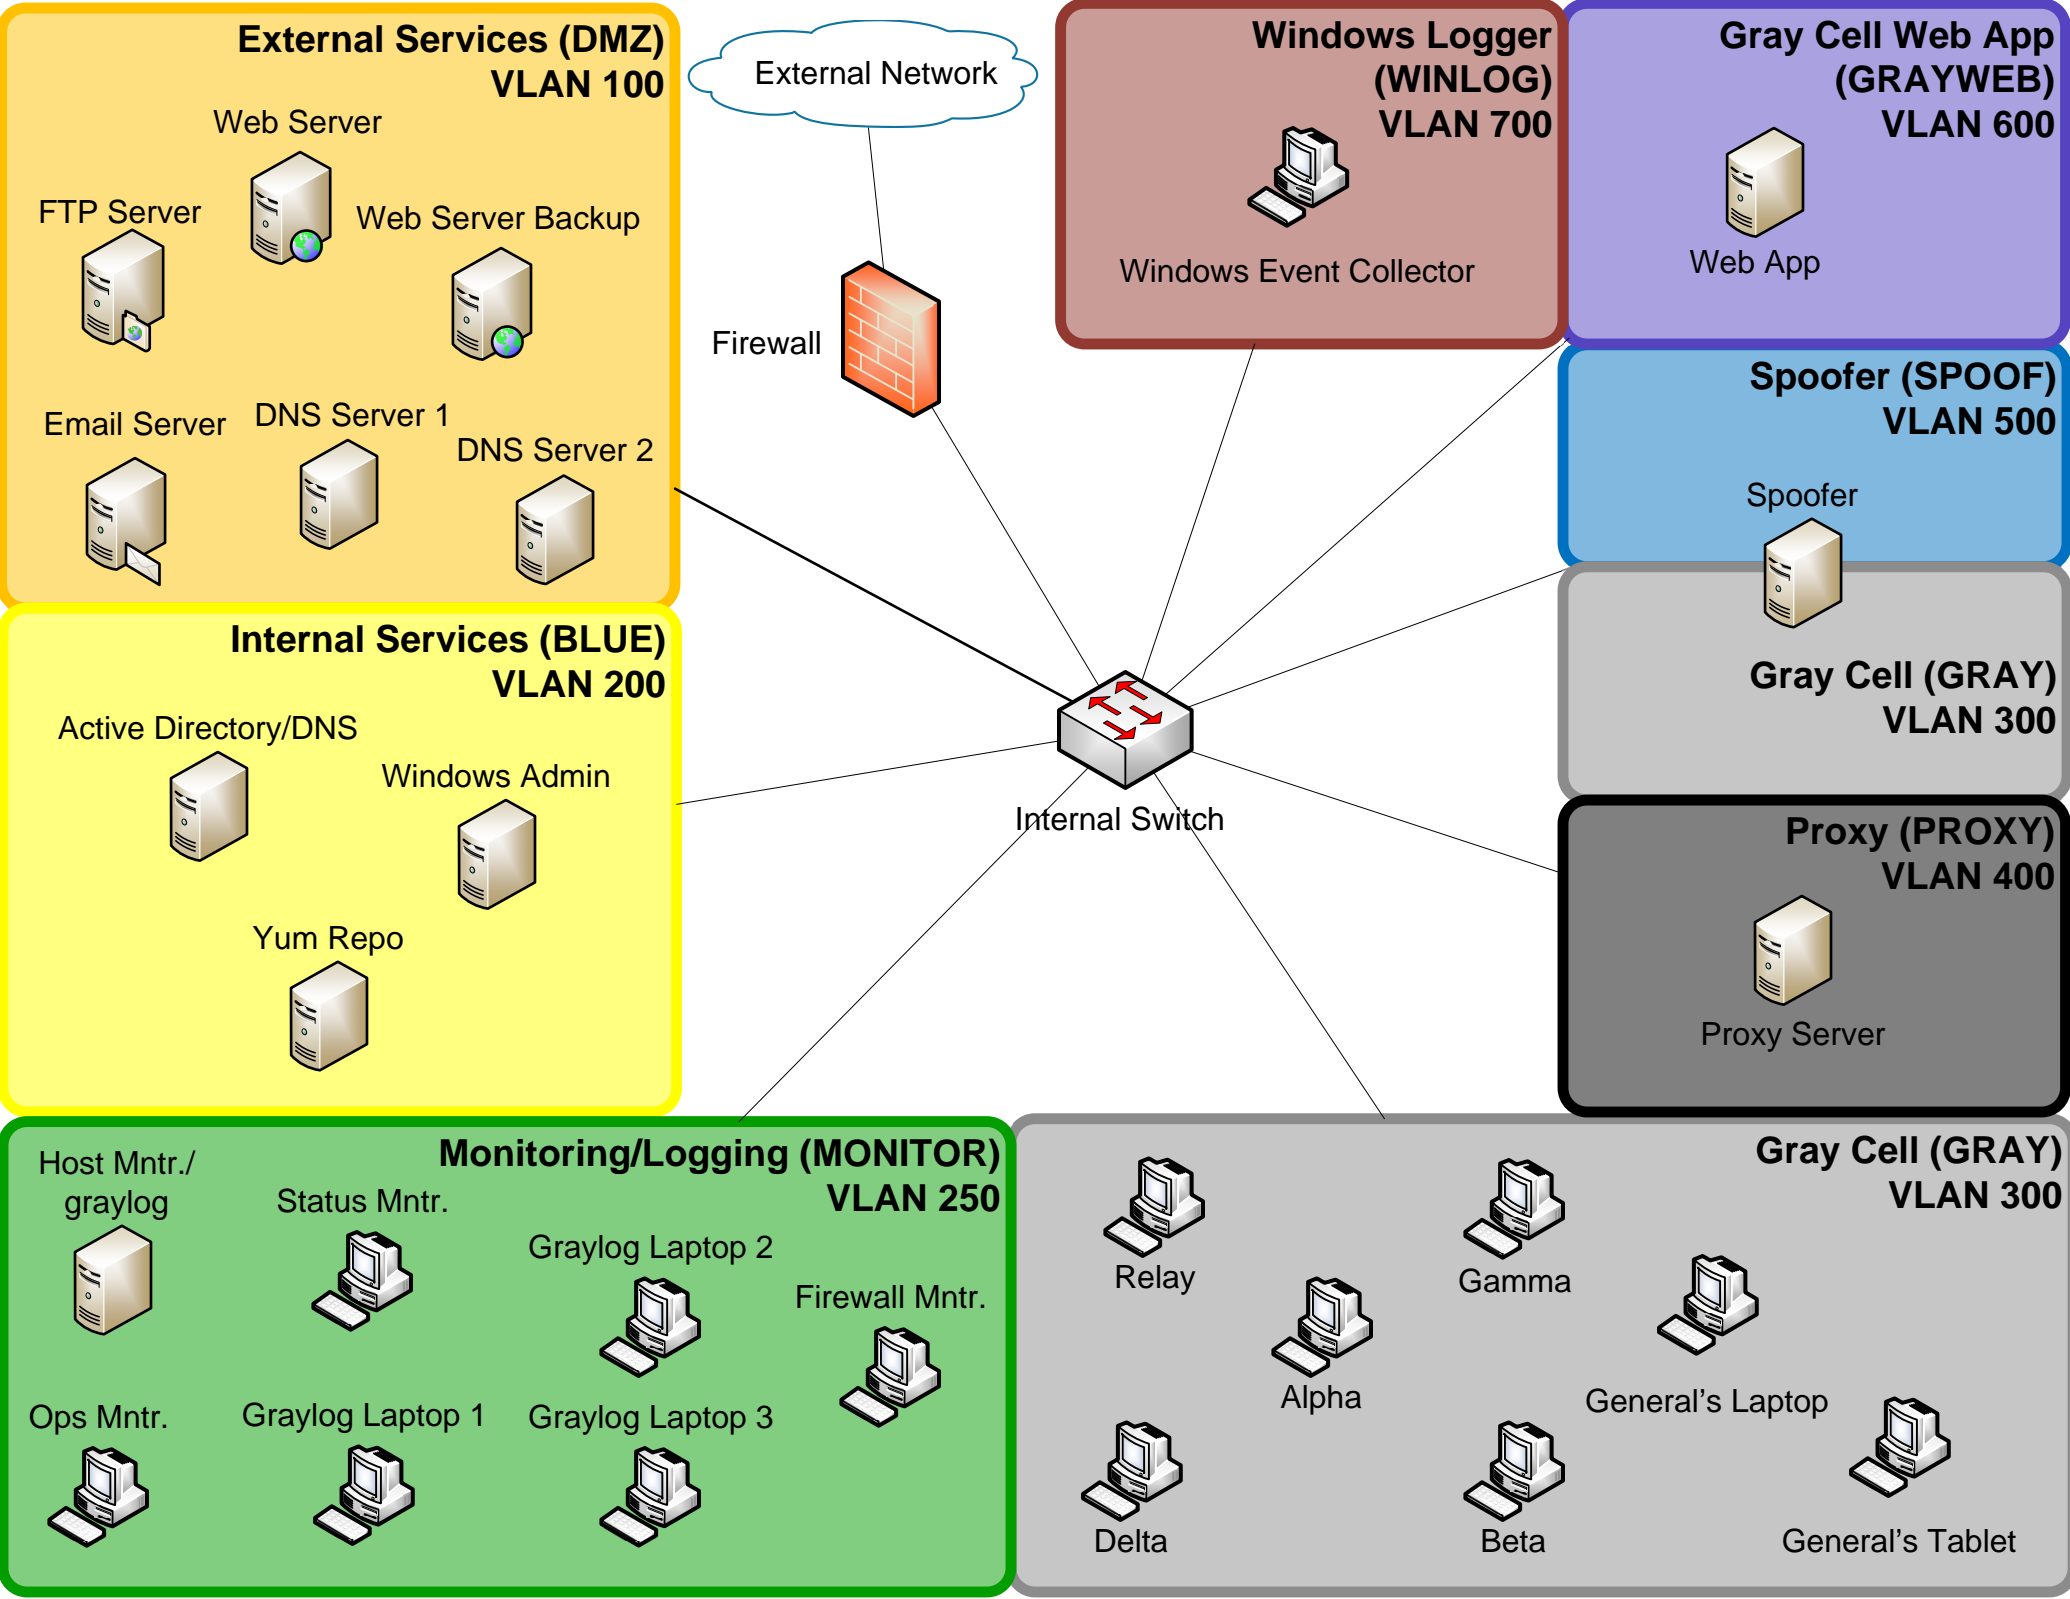 External Services (DMZ)
VLAN 100
Web Server
FTP Server
Web Server Backup
Email Server
DNS Server 1
DNS Server 2
External Network
Firewall
Windows Logger
(WINLOG)
VLAN 700
Windows Event Collector
Gray Cell Web App
(GRAYWEB)
VLAN 600
Web App
Spoofer (SPOOF)
VLAN 500
Spoofer
Gray Cell (GRAY)
VLAN 300
Internal Services (BLUE)
VLAN 200
Active Directory/DNS
Windows Admin
Yum Repo
Internal Switch
Proxy (PROXY)
VLAN 400
Proxy Server
Monitoring/Logging (MONITOR)
VLAN 250
Host Mntr./
graylog
Status Mntr.
Graylog Laptop 2
Firewall Mntr.
Ops Mntr.
Graylog Laptop 1
Graylog Laptop 3
Gray Cell (GRAY)
VLAN 300
Relay
Gamma
Alpha
General's Laptop
Delta
Beta
General's Tablet